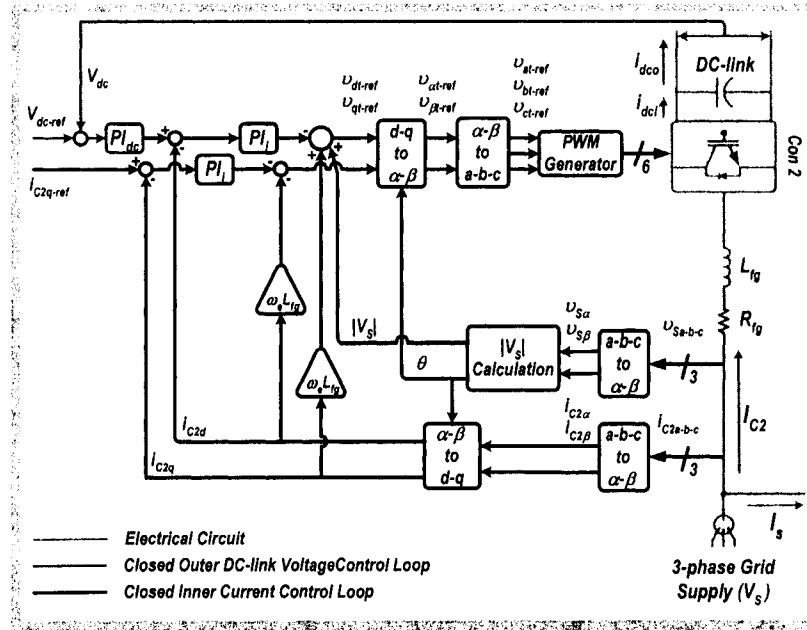 V_dc
V_dc-ref
PI_dc
PI_i
i_C2q-ref
PI_i
υ_dt-ref
υ_qt-ref
d-q
to
α-β
υ_αt-ref
υ_βt-ref
α-β
to
a-b-c
υ_at-ref
υ_bt-ref
υ_ct-ref
PWM
Generator
6
i_dco
DC-link
i_dcl
Con 2
L_fg
R_fg
ω_e L_fg
ω_e L_fg
|V_S|
θ
|V_S|
Calculation
υ_Sα
υ_Sβ
a-b-c
to
α-β
υ_Sa-b-c
3
I_C2
i_C2d
i_C2q
α-β
to
d-q
i_C2α
i_C2β
a-b-c
to
α-β
i_C2a-b-c
3
I_s
3-phase Grid
Supply (V_S)
Electrical Circuit
Closed Outer DC-link VoltageControl Loop
Closed Inner Current Control Loop